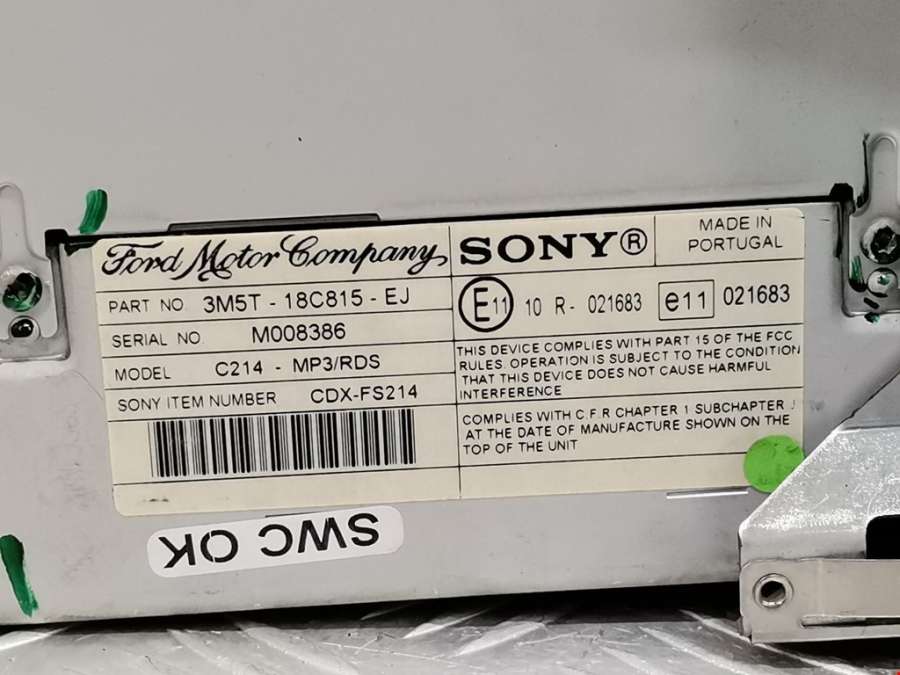 Ford Motor Company
PART NO. 3M5T - 18C815 - EJ
SERIAL NO. M008386
MODEL C214 - MP3/RDS
SONY ITEM NUMBER CDX-FS214
SONY®
MADE IN
PORTUGAL
E11 10 R - 021683 e11 021683
THIS DEVICE COMPLIES WITH PART 15 OF THE FCC
RULES. OPERATION IS SUBJECT TO THE CONDITION
THAT THIS DEVICE DOES NOT CAUSE HARMFUL
INTERFERENCE
COMPLIES WITH C.F.R CHAPTER 1 SUBCHAPTER J
AT THE DATE OF MANUFACTURE SHOWN ON THE
TOP OF THE UNIT
SWC OK